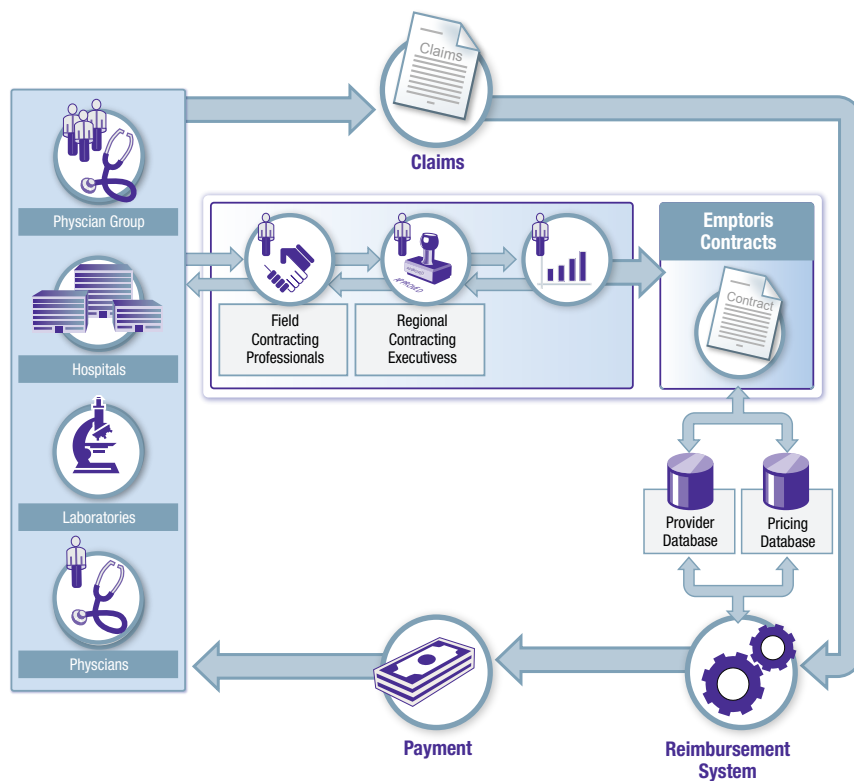 Claims
Claims
Physcian Group
Emptoris
Contracts
Contract
Field
Contracting
Professionals
Regional
Contracting
Executivess
Hospitals
Laboratories
Provider
Database
Pricing
Database
Physcians
Payment
Reimbursement
System